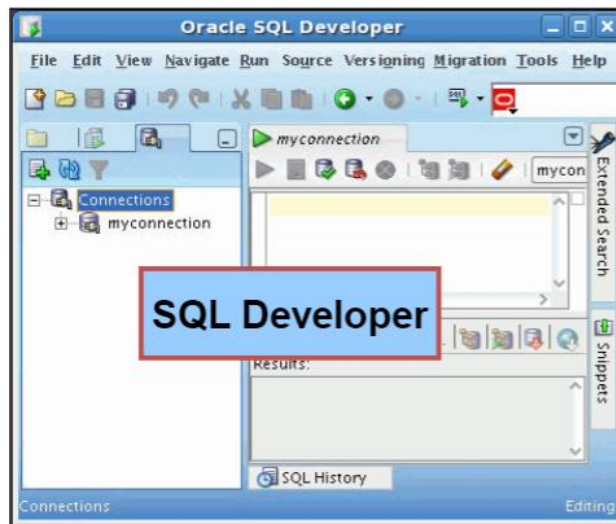 Oracle SQL Developer
File Edit View Navigate Run Source Versioning Migration Tools Help
myconnection
mycon
Connections
myconnection
SQL Developer
Results:
SQL History
Extended Search
Snippets
Connections
Editing